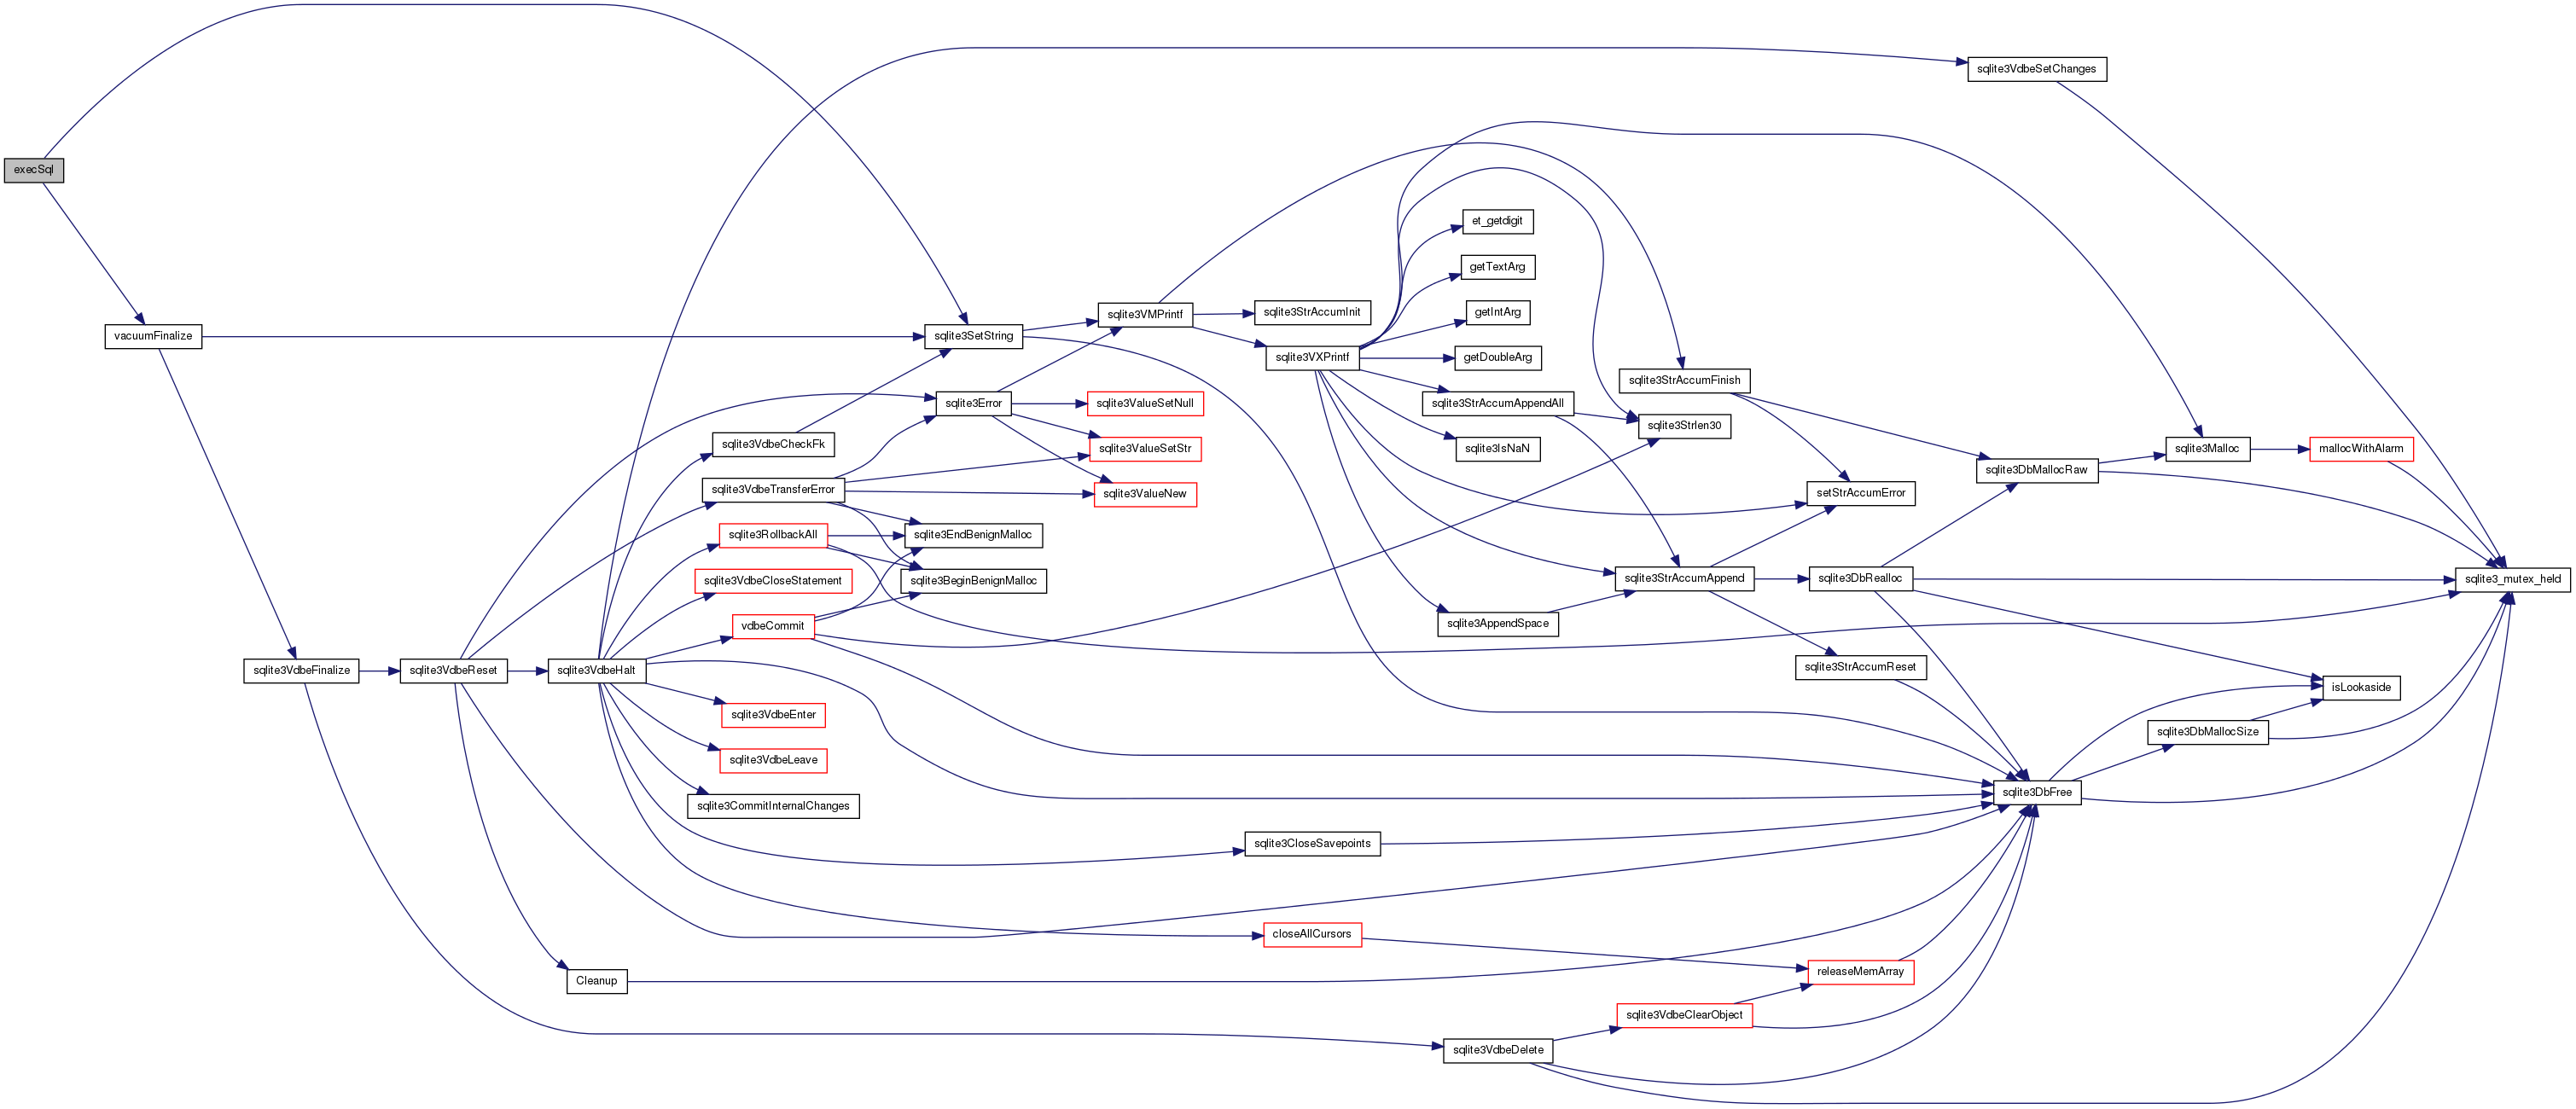 execSql
vacuumFinalize
sqlite3VdbeFinalize
sqlite3VdbeReset
sqlite3VdbeHalt
Cleanup
sqlite3VdbeCheckFk
sqlite3VdbeTransferError
sqlite3RollbackAll
sqlite3VdbeCloseStatement
vdbeCommit
sqlite3VdbeEnter
sqlite3VdbeLeave
sqlite3CommitInternalChanges
sqlite3SetString
sqlite3Error
sqlite3EndBenignMalloc
sqlite3BeginBenignMalloc
sqlite3VMPrintf
sqlite3ValueSetNull
sqlite3ValueSetStr
sqlite3ValueNew
sqlite3StrAccumInit
sqlite3VXPrintf
sqlite3CloseSavepoints
closeAllCursors
et_getdigit
getTextArg
getIntArg
getDoubleArg
sqlite3StrAccumAppendAll
sqlite3IsNaN
sqlite3AppendSpace
sqlite3VdbeDelete
sqlite3StrAccumFinish
sqlite3Strlen30
sqlite3StrAccumAppend
sqlite3VdbeClearObject
setStrAccumError
sqlite3DbRealloc
sqlite3StrAccumReset
releaseMemArray
sqlite3VdbeSetChanges
sqlite3DbMallocRaw
sqlite3DbFree
sqlite3Malloc
sqlite3DbMallocSize
mallocWithAlarm
isLookaside
sqlite3_mutex_held